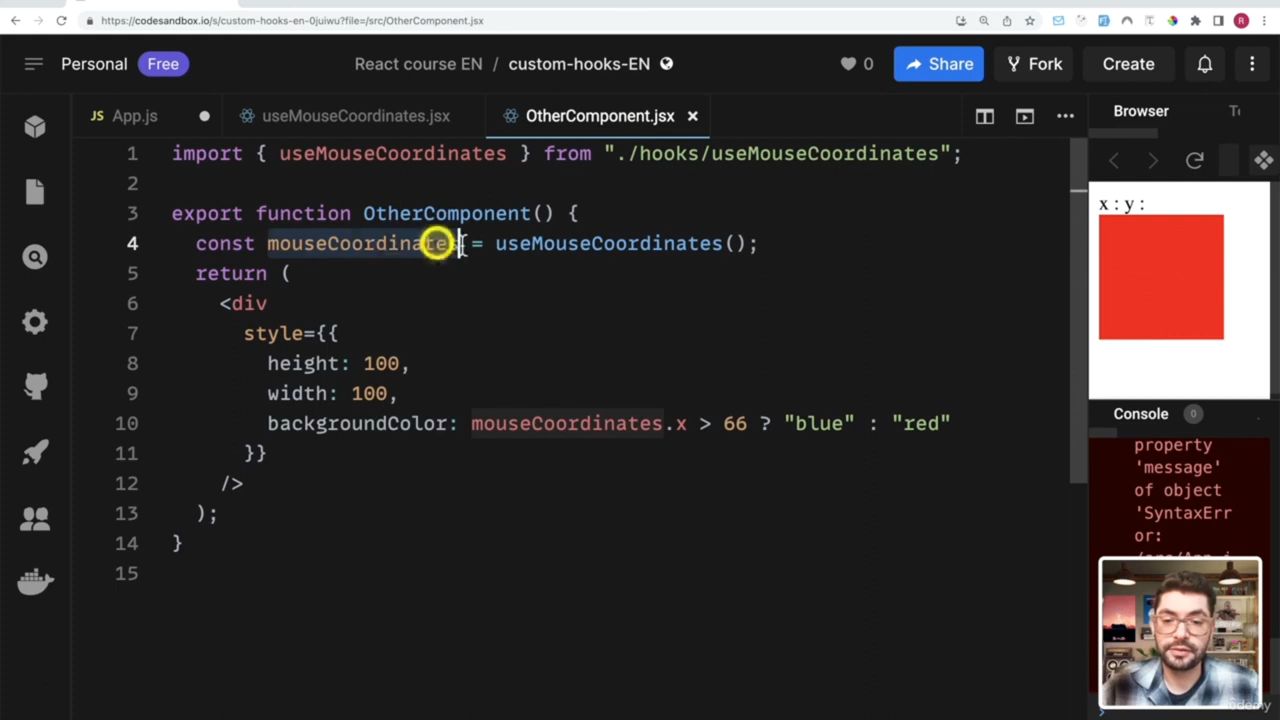 https://codesandbox.io/s/custom-hooks-en-0juiwu?file=/src/OtherComponent.jsx
R
Personal Free React course EN / custom-hooks-EN 0 Share Fork Create
JS App.js useMouseCoordinates.jsx OtherComponent.jsx × Browser
1 import { useMouseCoordinates } from "./hooks/useMouseCoordinates";
2
3 export function OtherComponent() {
4 const mouseCoordinates = useMouseCoordinates();
5 return (
6 <div
7 style={{
8 height: 100,
9 width: 100,
10 backgroundColor: mouseCoordinates.x > 66 ? "blue" : "red"
11 }}
12 />
13 );
14 }
15
x : y :
Console 0
property
'message'
of object
'SyntaxErr
or: